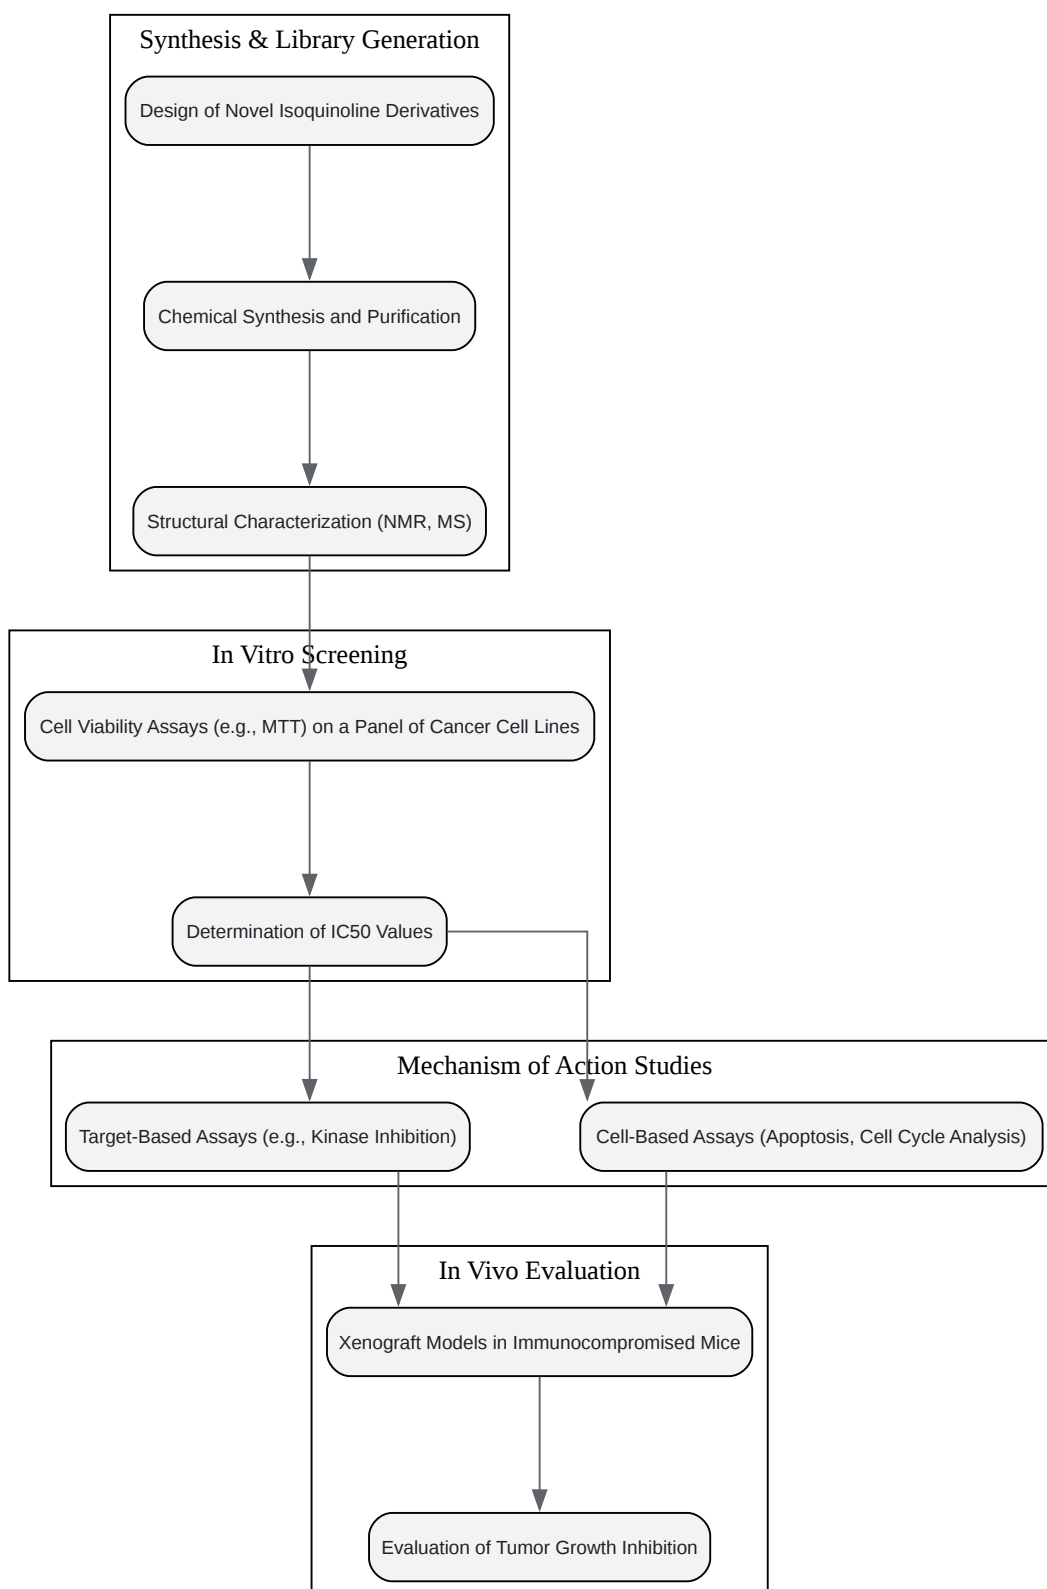 Synthesis & Library Generation
Design of Novel Isoquinoline Derivatives
Chemical Synthesis and Purification
Structural Characterization (NMR, MS)
In Vitro Screening
Cell Viability Assays (e.g., MTT) on a Panel of Cancer Cell Lines
Determination of IC50 Values
Mechanism of Action Studies
Target-Based Assays (e.g., Kinase Inhibition)
Cell-Based Assays (Apoptosis, Cell Cycle Analysis)
In Vivo Evaluation
Xenograft Models in Immunocompromised Mice
Evaluation of Tumor Growth Inhibition